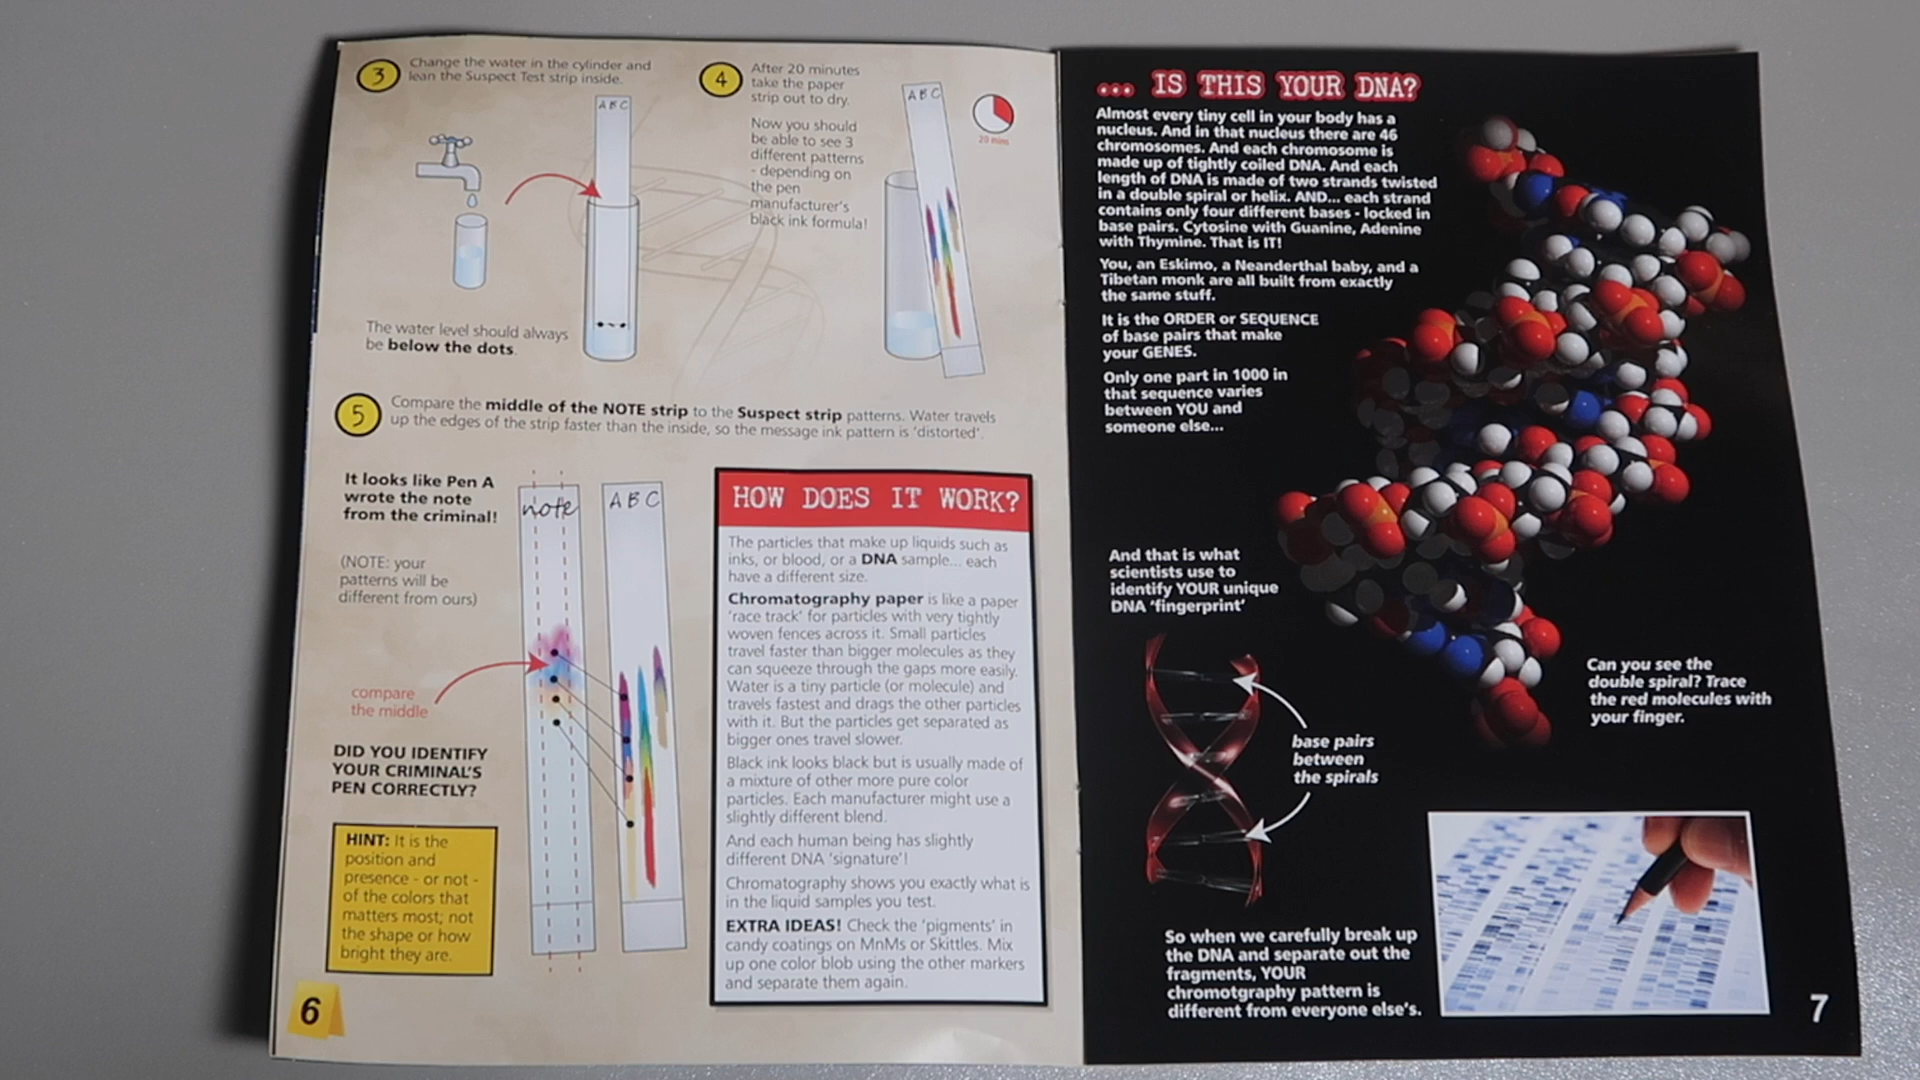 3
Change the water in the cylinder and
lean the Suspect Test strip inside.
A B C
The water level should always
be below the dots.
4
After 20 minutes
take the paper
strip out to dry.
Now you should
be able to see 3
different patterns
- depending on
the pen
manufacturer's
black ink formula!
A B C
20 mins
5
Compare the middle of the NOTE strip to the Suspect strip patterns. Water travels
up the edges of the strip faster than the inside, so the message ink pattern is 'distorted'.
It looks like Pen A
wrote the note
from the criminal!
(NOTE: your
patterns will be
different from ours)
note
A B C
compare
the middle
DID YOU IDENTIFY
YOUR CRIMINAL'S
PEN CORRECTLY?
HINT: It is the
position and
presence - or not -
of the colors that
matters most; not
the shape or how
bright they are.
6
HOW DOES IT WORK?
The particles that make up liquids such as
inks, or blood, or a DNA sample... each
have a different size.
Chromatography paper is like a paper
'race track' for particles with very tightly
woven fences across it. Small particles
travel faster than bigger molecules as they
can squeeze through the gaps more easily.
Water is a tiny particle (or molecule) and
travels fastest and drags the other particles
with it. But the particles get separated as
bigger ones travel slower.
Black ink looks black but is usually made of
a mixture of other more pure color
particles. Each manufacturer might use a
slightly different blend.
And each human being has slightly
different DNA 'signature'!
Chromatography shows you exactly what is
in the liquid samples you test.
EXTRA IDEAS! Check the 'pigments' in
candy coatings on MnMs or Skittles. Mix
up one color blob using the other markers
and separate them again.
... IS THIS YOUR DNA?
Almost every tiny cell in your body has a
nucleus. And in that nucleus there are 46
chromosomes. And each chromosome is
made up of tightly coiled DNA. And each
length of DNA is made of two strands twisted
in a double spiral or helix. AND... each strand
contains only four different bases - locked in
base pairs. Cytosine with Guanine, Adenine
with Thymine. That is IT!
You, an Eskimo, a Neanderthal baby, and a
Tibetan monk are all built from exactly
the same stuff.
It is the ORDER or SEQUENCE
of base pairs that make
your GENES.
Only one part in 1000 in
that sequence varies
between YOU and
someone else...
And that is what
scientists use to
identify YOUR unique
DNA 'fingerprint'
Can you see the
double spiral? Trace
the red molecules with
your finger.
base pairs
between
the spirals
So when we carefully break up
the DNA and separate out the
fragments, YOUR
chromotgraphy pattern is
different from everyone else's.
7